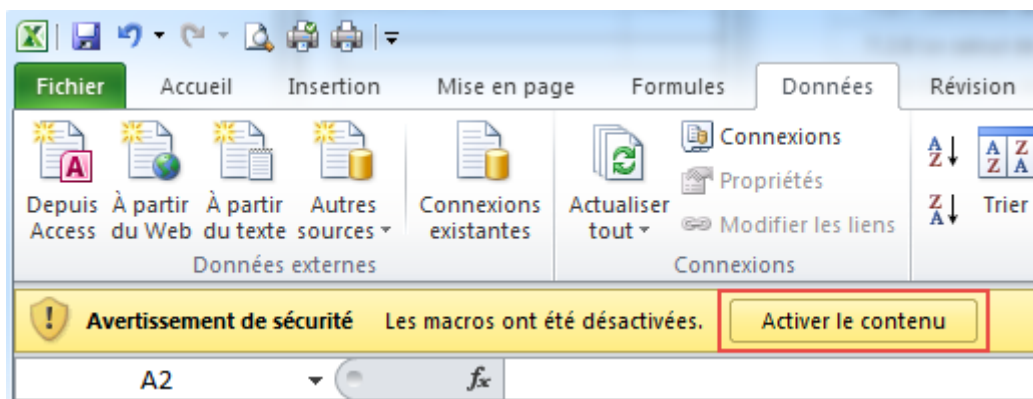 Fichier Accueil Insertion Mise en page Formules Données Révision
Depuis Access
À partir du Web
À partir du texte
Autres sources
Connexions existantes
Données externes
Actualiser tout
Connexions
Propriétés
Modifier les liens
Connexions
A Z
Z A
A Z
Z A
Trier
Avertissement de sécurité Les macros ont été désactivées. Activer le contenu
A2 fx